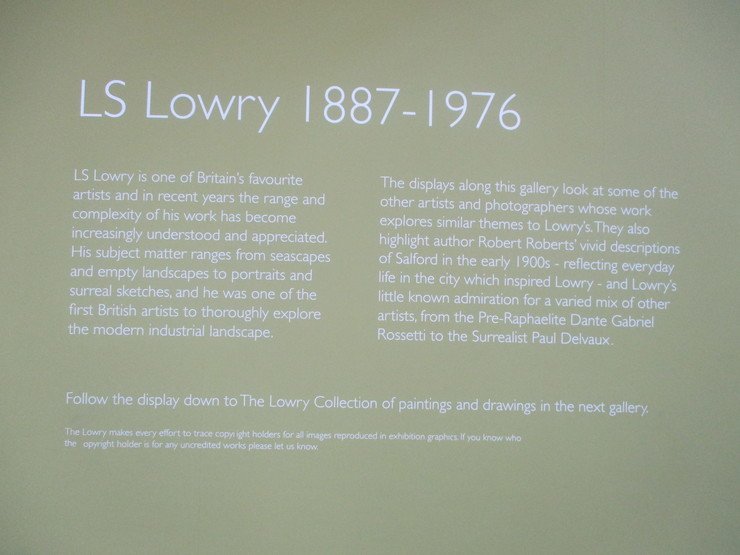 LS Lowry 1887-1976
LS Lowry is one of Britain's favourite
artists and in recent years the range and
complexity of his work has become
increasingly understood and appreciated.
His subject matter ranges from seascapes
and empty landscapes to portraits and
surreal sketches, and he was one of the
first British artists to thoroughly explore
the modern industrial landscape.
The displays along this gallery look at some of the
other artists and photographers whose work
explores similar themes to Lowry's. They also
highlight author Robert Roberts' vivid descriptions
of Salford in the early 1900s - reflecting everyday
life in the city which inspired Lowry - and Lowry's
little known admiration for a varied mix of other
artists, from the Pre-Raphaelite Dante Gabriel
Rossetti to the Surrealist Paul Delvaux.
Follow the display down to The Lowry Collection of paintings and drawings in the next gallery.
The Lowry makes every effort to trace copyright holders for all images reproduced in exhibition graphics. If you know who
the opyright holder is for any uncredited works please let us know.